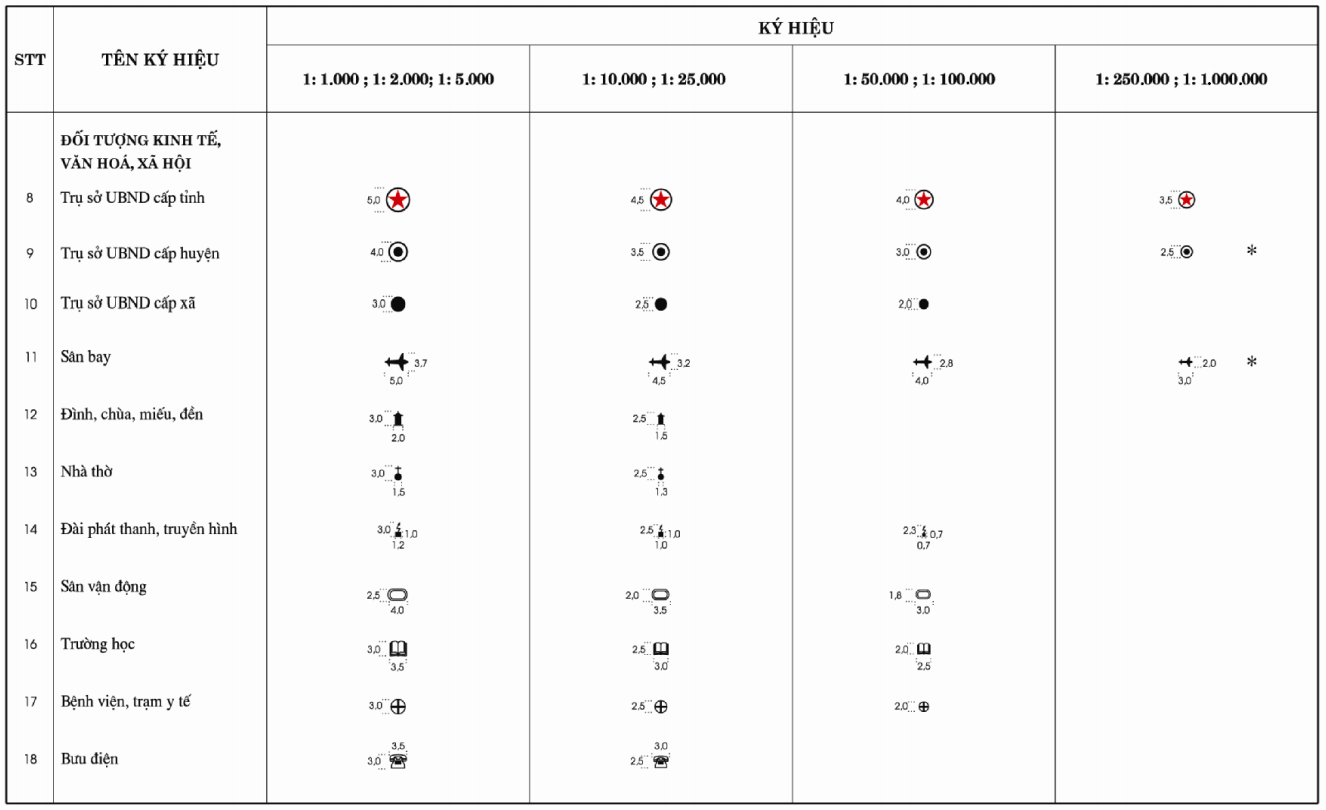 STT
TÊN KÝ HIỆU
KÝ HIỆU
1: 1.000 ; 1: 2.000; 1: 5.000
1: 10.000 ; 1: 25.000
1: 50.000 ; 1: 100.000
1: 250.000 ; 1: 1.000.000
ĐỐI TƯỢNG KINH TẾ,
VĂN HOÁ, XÃ HỘI
8 Trụ sở UBND cấp tỉnh 5,0 4,5 4,0 3,5
9 Trụ sở UBND cấp huyện 4,0 3,5 3,0 2,5 *
10 Trụ sở UBND cấp xã 3,0 2,5 2,0
11 Sân bay 3,7 3,2 2,8 2,0 *
5,0 4,5 4,0 3,0
12 Đình, chùa, miếu, đền 3,0 2,5
2,0 1,5
13 Nhà thờ 3,0 2,5
1,5 1,3
14 Đài phát thanh, truyền hình 3,0 1,0 2,5 1,0 2,3 0,7
1,2 1,0 0,7
15 Sân vận động 2,5 2,0 1,8
4,0 3,5 3,0
16 Trường học 3,0 2,5 2,0
3,5 3,0 2,5
17 Bệnh viện, trạm y tế 3,0 2,5 2,0
3,5 3,0
18 Bưu điện 3,0 2,5